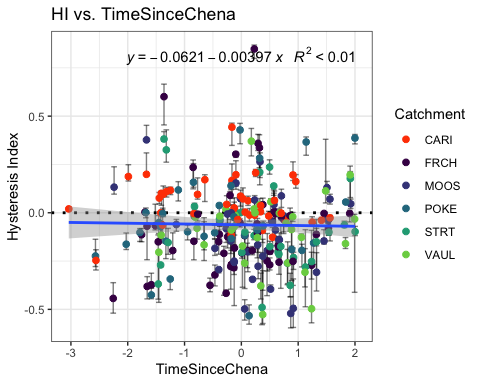 HI vs. TimeSinceChena
y = − 0.0621 − 0.00397 x R² < 0.01
Hysteresis Index
0.5
0.0
-0.5
-3 -2 -1 0 1 2
TimeSinceChena
Catchment
CARI
FRCH
MOOS
POKE
STRT
VAUL